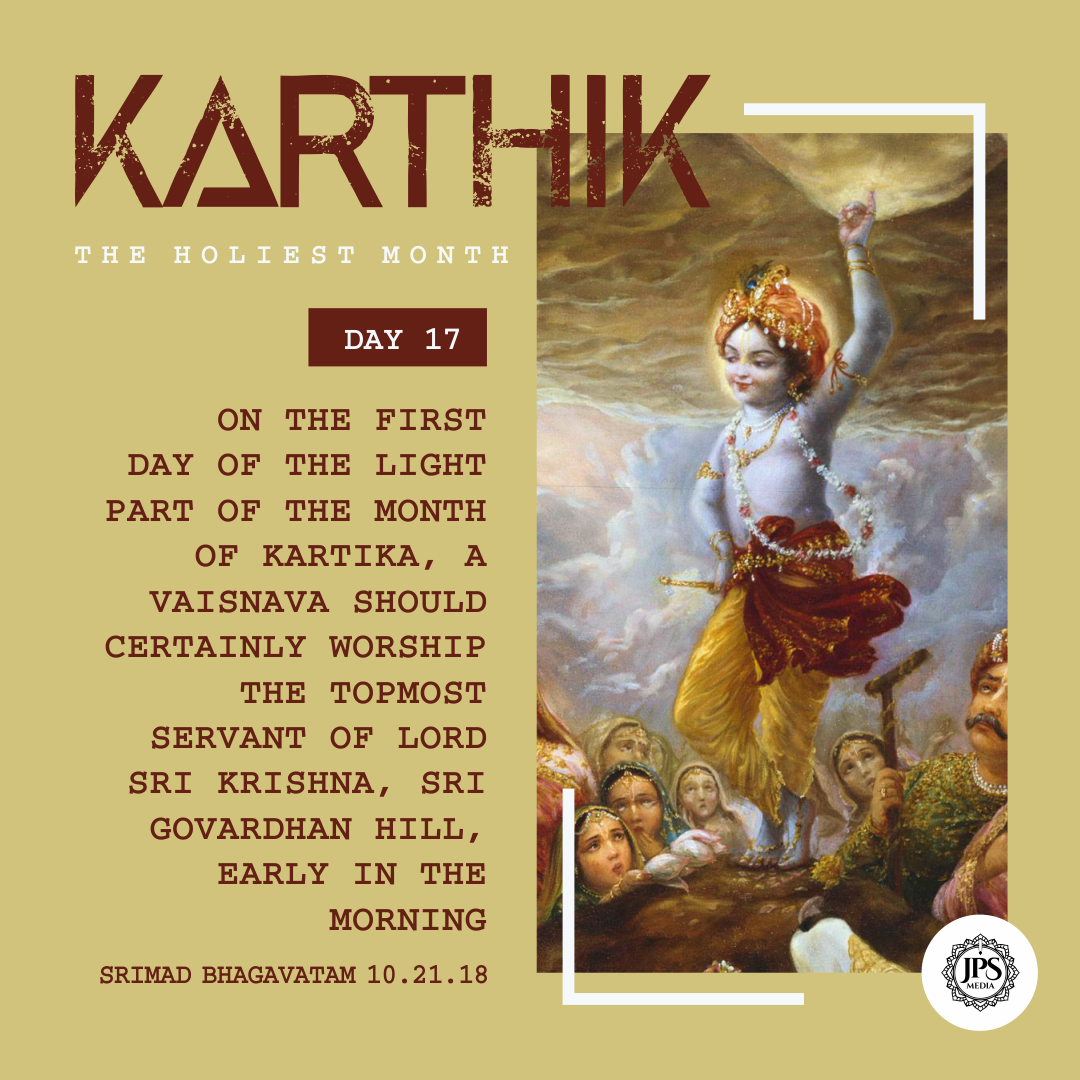 KARTHIK
THE HOLIEST MONTH
DAY 17
ON THE FIRST
DAY OF THE LIGHT
PART OF THE MONTH
OF KARTIKA, A
VAISNAVA SHOULD
CERTAINLY WORSHIP
THE TOPMOST
SERVANT OF LORD
SRI KRISHNA, SRI
GOVARDHAN HILL,
EARLY IN THE
MORNING
SRIMAD BHAGAVATAM 10.21.18
JPS
MEDIA